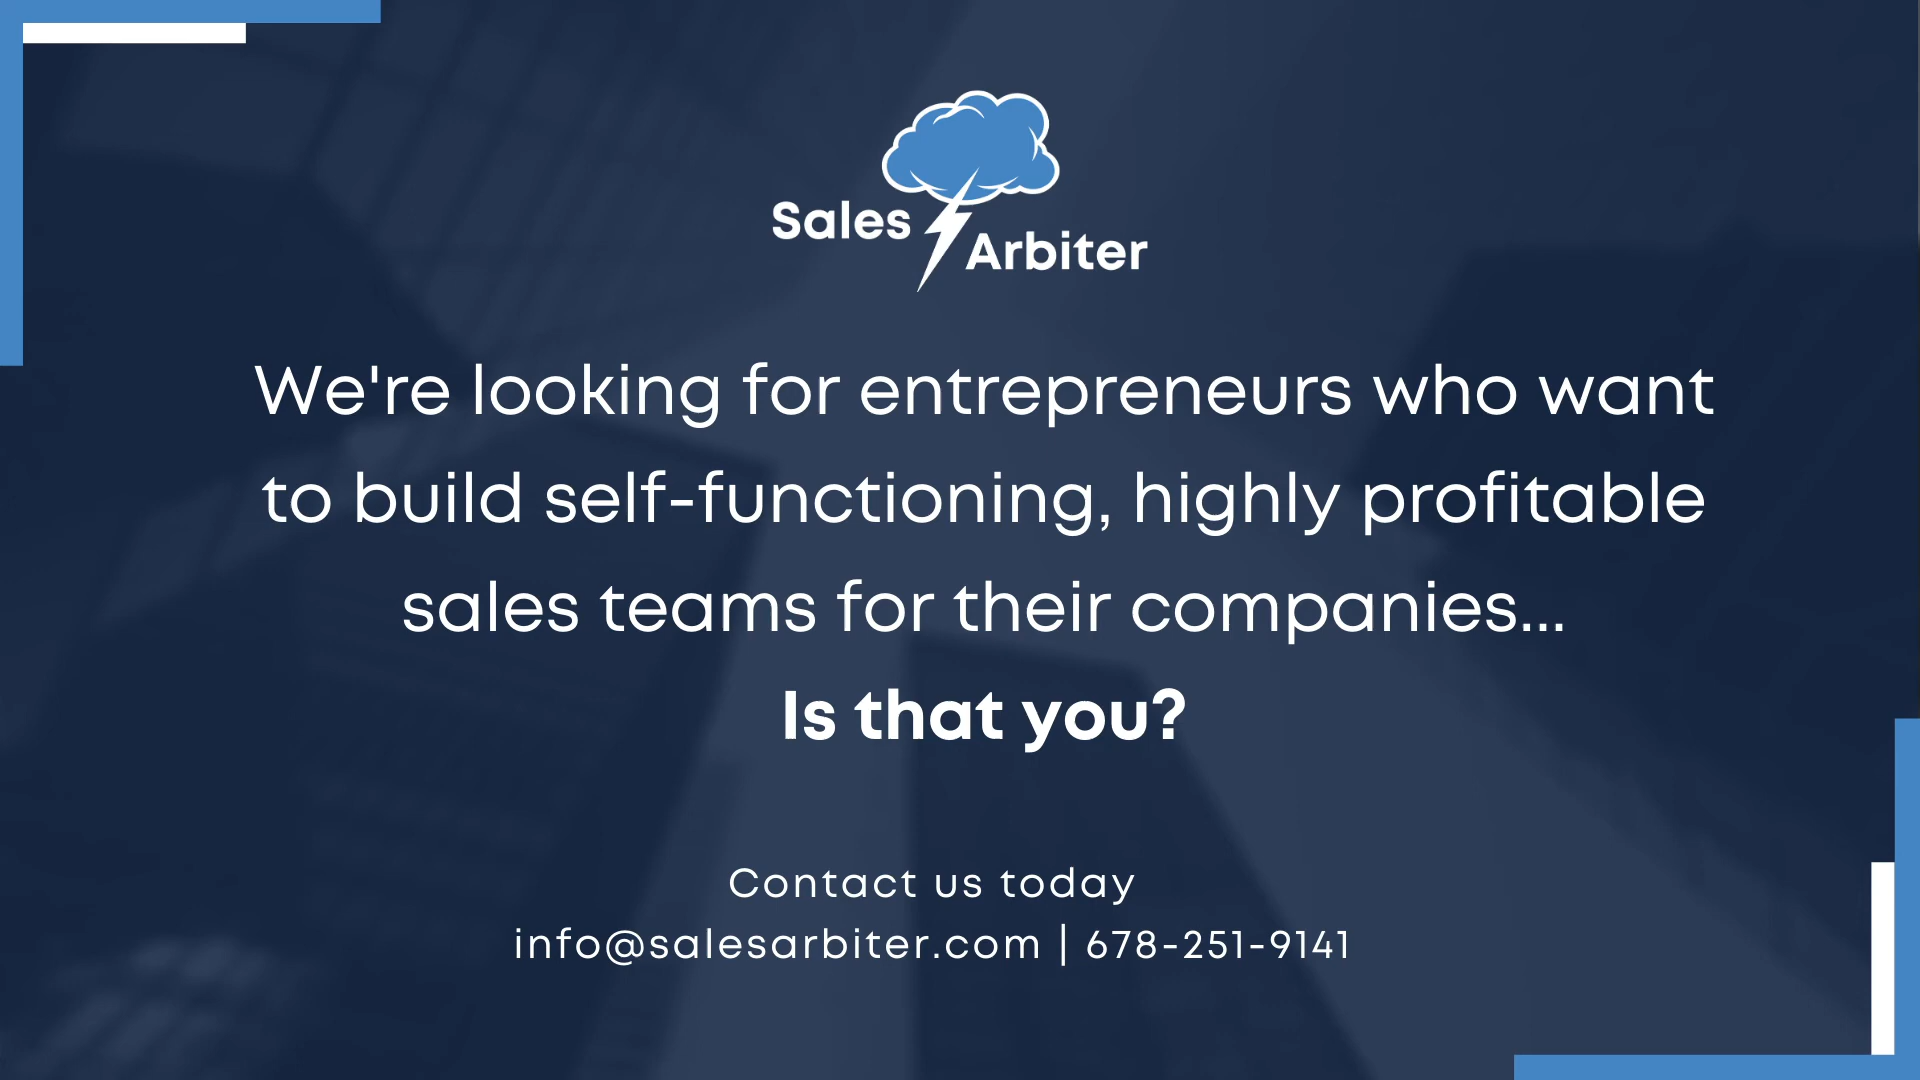 Sales
Arbiter
We're looking for entrepreneurs who want
to build self-functioning, highly profitable
sales teams for their companies...
Is that you?
Contact us today
info@salesarbiter.com | 678-251-9141